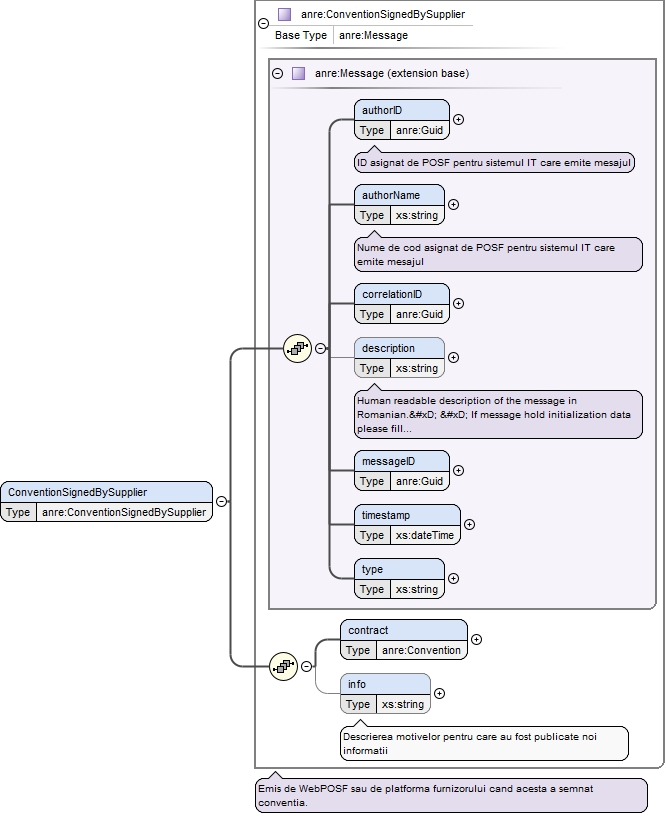 anre:ConventionSignedBySupplier
Base Type anre:Message
anre:Message (extension base)
authorID
Type anre:Guid
ID asignat de POSF pentru sistemul IT care emite mesajul
authorName
Type xs:string
Nume de cod asignat de POSF pentru sistemul IT care
emite mesajul
correlationID
Type anre:Guid
description
Type xs:string
Human readable description of the message in
Romanian.&#xD; &#xD; If message hold initialization data
please fill...
messageID
Type anre:Guid
timestamp
Type xs:dateTime
type
Type xs:string
ConventionSignedBySupplier
Type anre:ConventionSignedBySupplier
contract
Type anre:Convention
info
Type xs:string
Descrierea motivelor pentru care au fost publicate noi
informatii
Emis de WebPOSF sau de platforma furnizorului cand acesta a semnat
conventia.